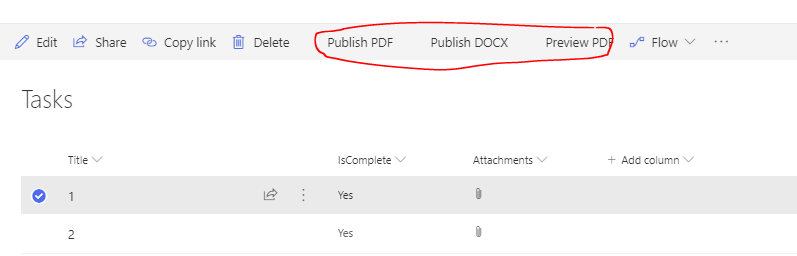 Edit Share Copy link Delete Publish PDF Publish DOCX Preview PDF Flow ...
Tasks
Title IsComplete Attachments + Add column
1 Yes
2 Yes